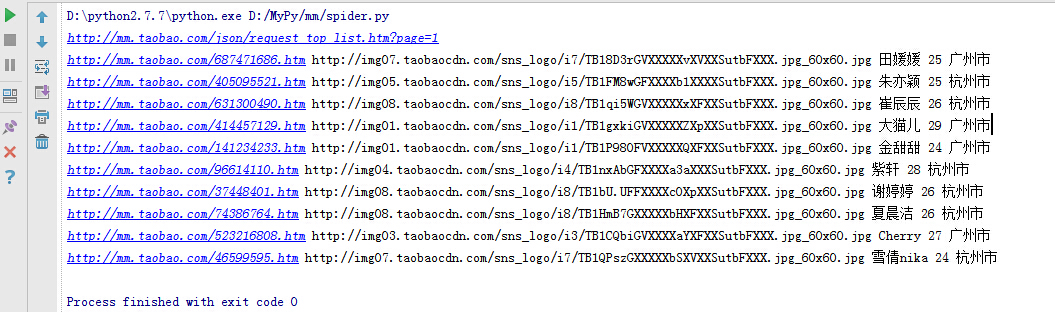 D:\python2.7.7\python.exe D:/MyPy/mm/spider.py
http://mm.taobao.com/json/request_top_list.htm?page=1
http://mm.taobao.com/687471686.htm http://img07.taobaocdn.com/sns_logo/i7/TB18D3rGVXXXXXvXVXXSutbFXXX.jpg_60x60.jpg 田媛媛 25 广州市
http://mm.taobao.com/405095521.htm http://img05.taobaocdn.com/sns_logo/i5/TB1FM8wGFXXXXb1XXXXSutbFXXX.jpg_60x60.jpg 朱亦颖 25 杭州市
http://mm.taobao.com/631300490.htm http://img08.taobaocdn.com/sns_logo/i8/TB1qi5WGVXXXXXxXFXXSutbFXXX.jpg_60x60.jpg 崔辰辰 26 杭州市
http://mm.taobao.com/414457129.htm http://img01.taobaocdn.com/sns_logo/i1/TB1gxkiGVXXXXXZXpXXSutbFXXX.jpg_60x60.jpg 大猫儿 29 广州市
http://mm.taobao.com/141234233.htm http://img01.taobaocdn.com/sns_logo/i1/TB1P980FVXXXXXQXFXXSutbFXXX.jpg_60x60.jpg 金甜甜 24 广州市
http://mm.taobao.com/96614110.htm http://img04.taobaocdn.com/sns_logo/i4/TB1nxAbGFXXXXa3aXXXSutbFXXX.jpg_60x60.jpg 紫轩 28 杭州市
http://mm.taobao.com/37448401.htm http://img08.taobaocdn.com/sns_logo/i8/TB1bU.UFFXXXXcOXpXXSutbFXXX.jpg_60x60.jpg 谢婷婷 26 杭州市
http://mm.taobao.com/74386764.htm http://img08.taobaocdn.com/sns_logo/i8/TB1HmB7GXXXXXbHXFXXSutbFXXX.jpg_60x60.jpg 夏晨洁 26 杭州市
http://mm.taobao.com/523216808.htm http://img03.taobaocdn.com/sns_logo/i3/TB1CQbiGVXXXXaYXFXXSutbFXXX.jpg_60x60.jpg Cherry 27 广州市
http://mm.taobao.com/46599595.htm http://img07.taobaocdn.com/sns_logo/i7/TB1QPszGXXXXXbSXVXXSutbFXXX.jpg_60x60.jpg 雪倩nika 24 杭州市
Process finished with exit code 0